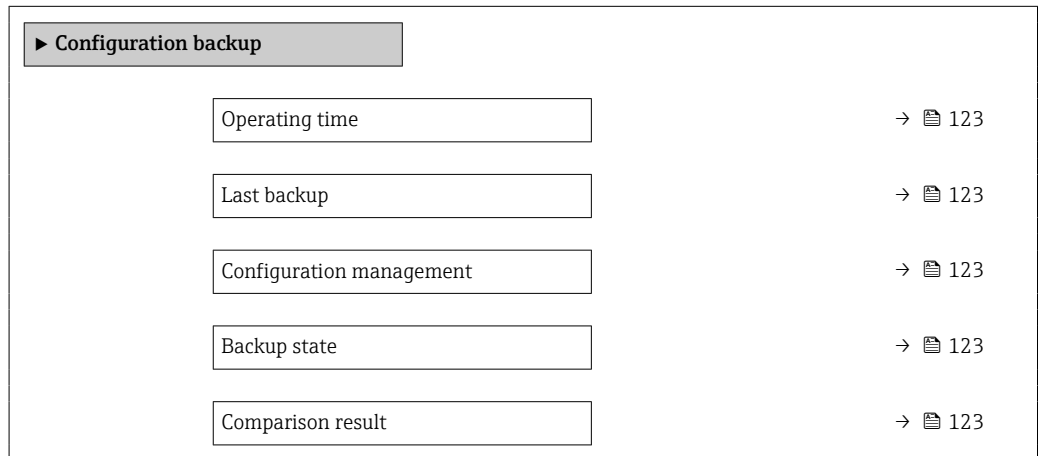 ► Configuration backup
Operating time → 🖹 123
Last backup → 🖹 123
Configuration management → 🖹 123
Backup state → 🖹 123
Comparison result → 🖹 123